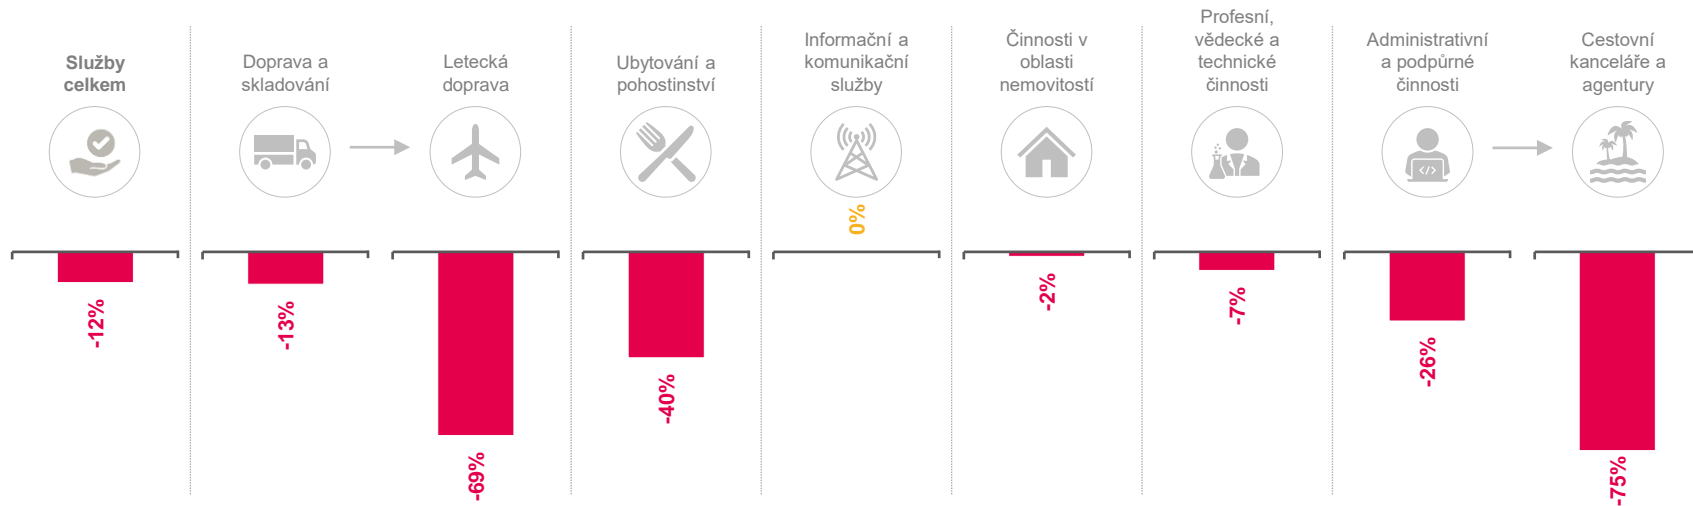 Služby
celkem
-12%
Doprava a
skladování
-13%
Letecká
doprava
-69%
Ubytování a
pohostinství
-40%
Informační a
komunikační
služby
0%
Činnosti v
oblasti
nemovitostí
-2%
Profesní,
vědecké a
technické
činnosti
-7%
Administrativní
a podpůrné
činnosti
</>
-26%
Cestovní
kanceláře a
agentury
-75%